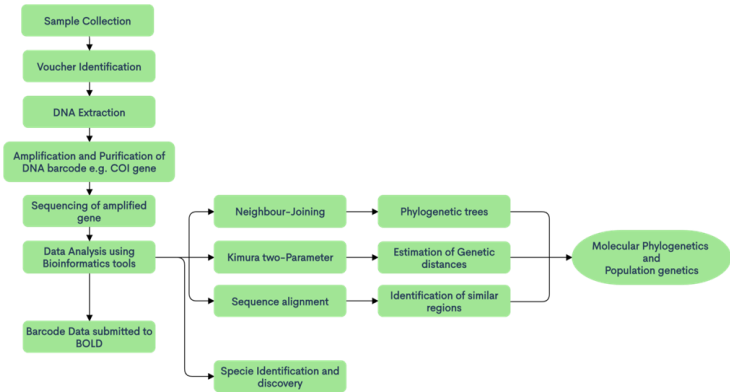 Sample Collection
Voucher Identification
DNA Extraction
Amplification and Purification of
DNA barcode e.g. COI gene
Sequencing of amplified
gene
Data Analysis using
Bioinformatics tools
Barcode Data submitted to
BOLD
Neighbour-Joining
Phylogenetic trees
Kimura two-Parameter
Estimation of Genetic
distances
Sequence alignment
Identification of similar
regions
Molecular Phylogenetics
and
Population genetics
Specie Identification and
discovery